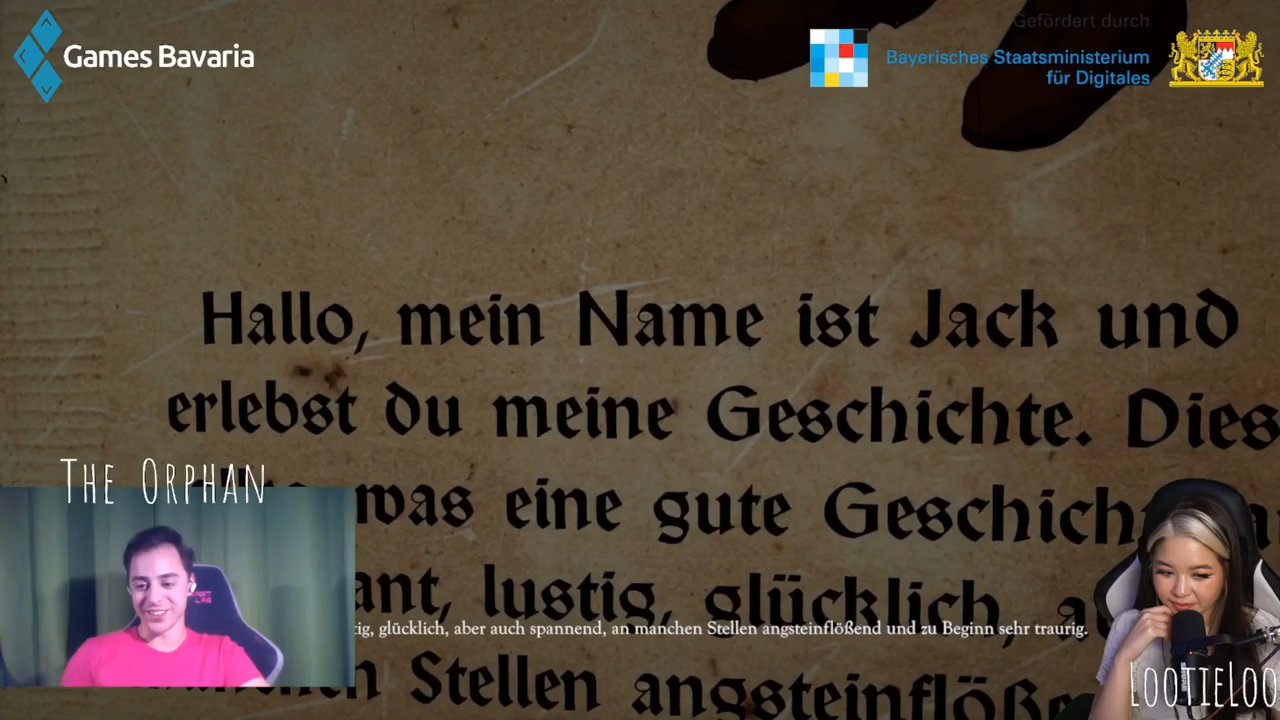 Gefördert durch
Games Bavaria
Bayerisches Staatsministerium
für Digitales
Hallo, mein Name ist Jack und
erlebst du meine Geschichte. Dies
was eine gute Geschich
ant, lustig, glücklich, a
tig, glücklich, aber auch spannend, an manchen Stellen angsteinflößend und zu Beginn sehr traurig.
Stellen angsteinflöße
The Orphan
LootieLoo